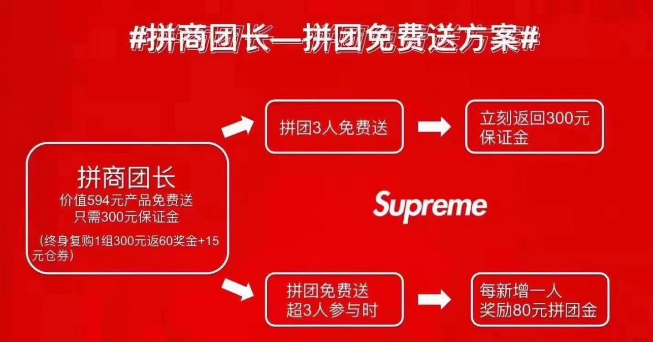 #拼商团长—拼团免费送方案#
拼商团长
价值594元产品免费送
只需300元保证金
（终身复购1组300元返60奖金+15
元仓券）
拼团3人免费送
立刻返回300元
保证金
Supreme
拼团免费送
超3人参与时
每新增一人
奖励80元拼团金